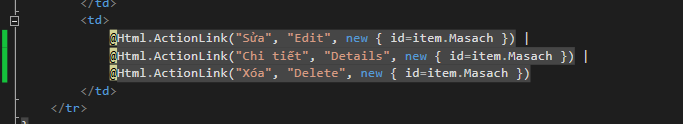 </td>
<td>
@Html.ActionLink("Sửa", "Edit", new { id=item.Masach }) |
@Html.ActionLink("Chi tiết", "Details", new { id=item.Masach }) |
@Html.ActionLink("Xóa", "Delete", new { id=item.Masach })
</td>
</tr>